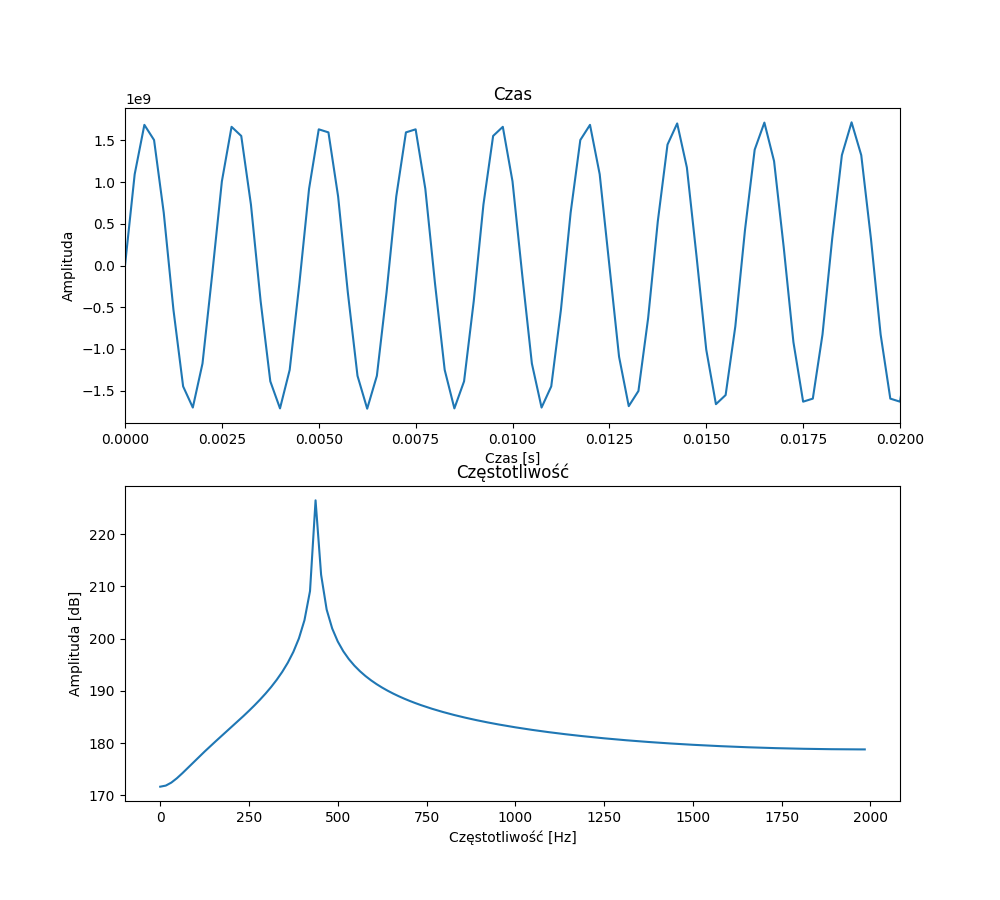 Czas
1e9
1.5
1.0
0.5
0.0
−0.5
−1.0
−1.5
Amplituda
0.0000 0.0025 0.0050 0.0075 0.0100 0.0125 0.0150 0.0175 0.0200
Czas [s]
Częstotliwość
220
210
200
190
180
170
Amplituda [dB]
0 250 500 750 1000 1250 1500 1750 2000
Częstotliwość [Hz]